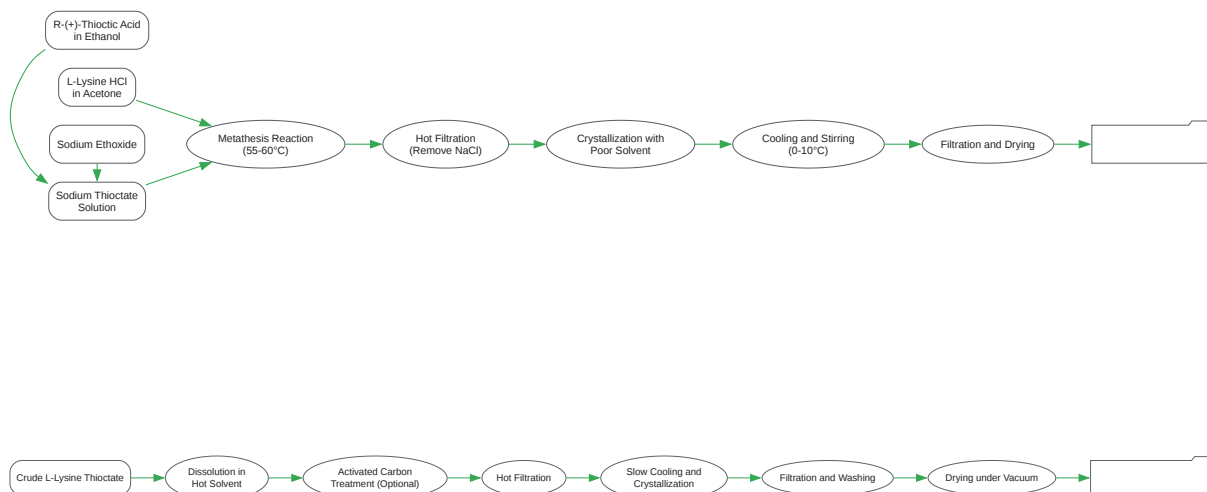 R-(+)-Thioctic Acid
in Ethanol
L-Lysine HCl
in Acetone
Sodium Ethoxide
Sodium Thioctate
Solution
Metathesis Reaction
(55-60°C)
Hot Filtration
(Remove NaCl)
Crystallization with
Poor Solvent
Cooling and Stirring
(0-10°C)
Filtration and Drying
Crude L-Lysine Thioctate
Dissolution in
Hot Solvent
Activated Carbon
Treatment (Optional)
Hot Filtration
Slow Cooling and
Crystallization
Filtration and Washing
Drying under Vacuum